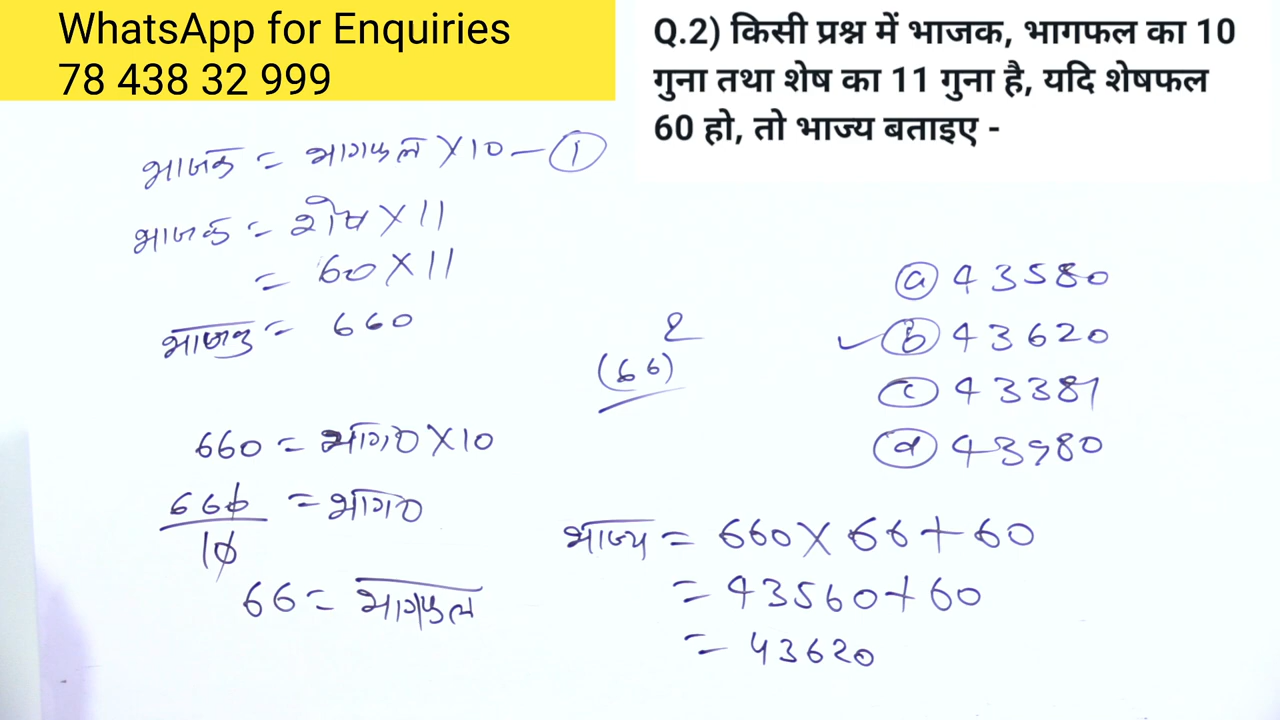 WhatsApp for Enquiries
78 438 32 999
Q.2) किसी प्रश्न में भाजक, भागफल का 10
गुना तथा शेष का 11 गुना है, यदि शेषफल
60 हो, तो भाज्य बताइए -
भाजक = भागफल X 10 - 1
भाजक = शेष X 11
= 60 X 11
भाजक = 660
660 = भाग० X 10
660 = भाग०
10
66 = भागफल
2
(66)
a 43580
b 43620
c 43381
d 43980
भाज्य = 660 X 66 + 60
= 43560 + 60
= 43620